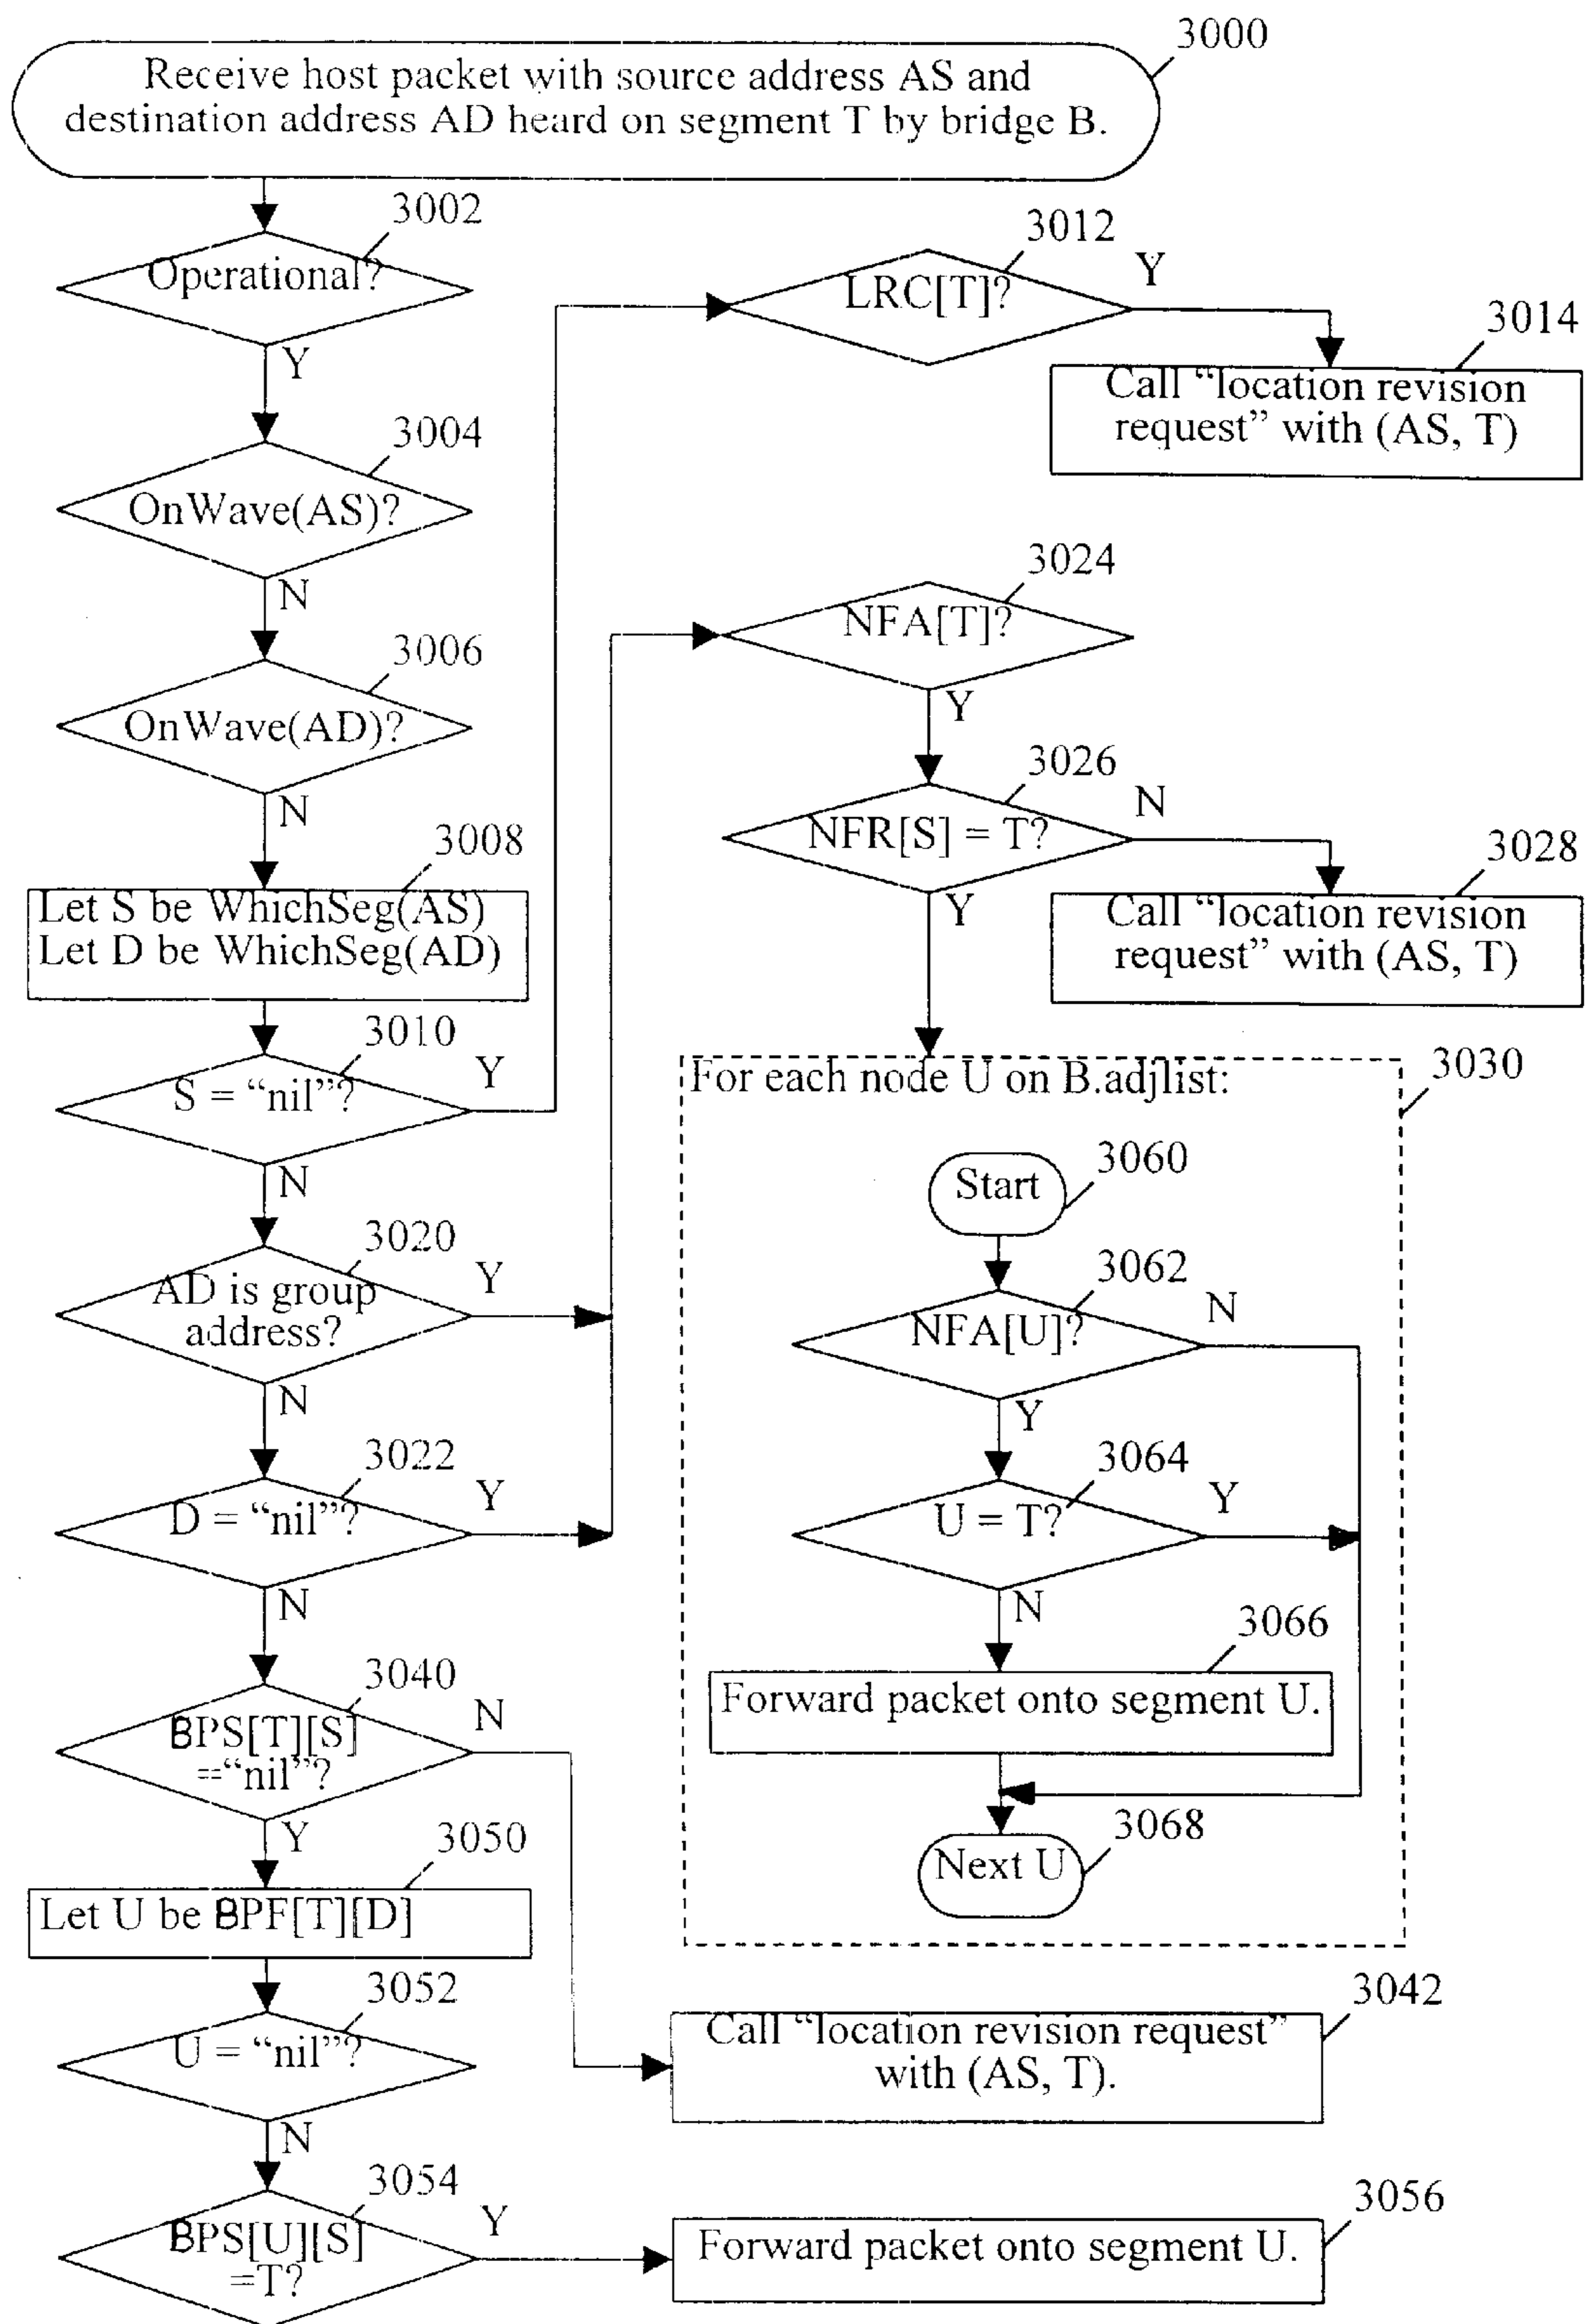 3000
Receive host packet with source address AS and
destination address AD heard on segment T by bridge B.
3002
Operational?
Y
3004
OnWave(AS)?
N
3006
OnWave(AD)?
N
3008
Let S be WhichSeg(AS)
Let D be WhichSeg(AD)
3010
S = “nil”?
Y
N
3020
AD is group
address?
Y
N
3022
D = “nil”?
Y
N
3040
BPS[T][S]
=“nil”?
N
Y
3050
Let U be BPF[T][D]
3052
U = “nil”?
N
3054
BPS[U][S]
=T?
Y
3012
LRC[T]?
Y
3014
Call “location revision
request” with (AS, T)
3024
NFA[T]?
Y
3026
NFR[S] = T?
N
Y
3028
Call “location revision
request” with (AS, T)
3030
For each node U on B.adjlist:
3060
Start
3062
NFA[U]?
N
Y
3064
U = T?
Y
N
3066
Forward packet onto segment U.
3068
Next U
3042
Call “location revision request”
with (AS, T).
3056
Forward packet onto segment U.